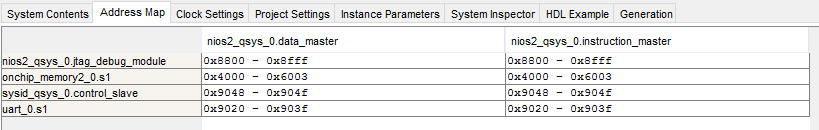 System Contents Address Map Clock Settings Project Settings Instance Parameters System Inspector HDL Example Generation
nios2_qsys_0.data_master nios2_qsys_0.instruction_master
nios2_qsys_0.jtag_debug_module 0x8800 - 0x8fff 0x8800 - 0x8fff
onchip_memory2_0.s1 0x4000 - 0x6003 0x4000 - 0x6003
sysid_qsys_0.control_slave 0x9048 - 0x904f 0x9048 - 0x904f
uart_0.s1 0x9020 - 0x903f 0x9020 - 0x903f